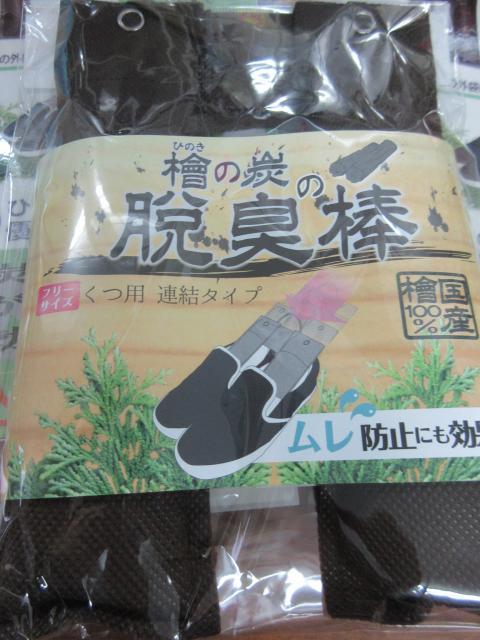 ひのき
檜の炭の
脱臭棒
フリー
サイズ
くつ用 連結タイプ
国産
檜
100%
ムレ防止にも効果